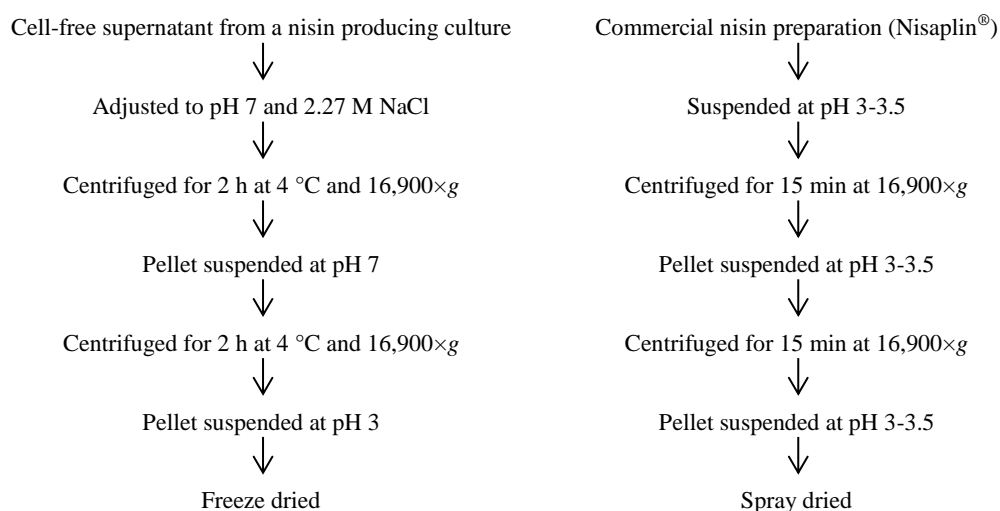 Cell-free supernatant from a nisin producing culture
Adjusted to pH 7 and 2.27 M NaCl
Centrifuged for 2 h at 4 °C and 16,900×g
Pellet suspended at pH 7
Centrifuged for 2 h at 4 °C and 16,900×g
Pellet suspended at pH 3
Freeze dried
Commercial nisin preparation (Nisaplin®)
Suspended at pH 3-3.5
Centrifuged for 15 min at 16,900×g
Pellet suspended at pH 3-3.5
Centrifuged for 15 min at 16,900×g
Pellet suspended at pH 3-3.5
Spray dried